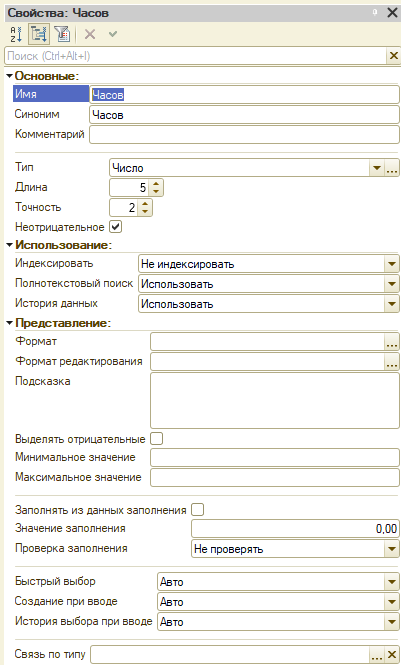 Свойства: Часов
Поиск (Ctrl+Alt+I)
Основные:
Имя Часов
Синоним Часов
Комментарий
Тип Число
Длина 5
Точность 2
Неотрицательное
Использование:
Индексировать Не индексировать
Полнотекстовый поиск Использовать
История данных Использовать
Представление:
Формат
Формат редактирования
Подсказка
Выделять отрицательные
Минимальное значение
Максимальное значение
Заполнять из данных заполнения
Значение заполнения 0,00
Проверка заполнения Не проверять
Быстрый выбор Авто
Создание при вводе Авто
История выбора при вводе Авто
Связь по типу